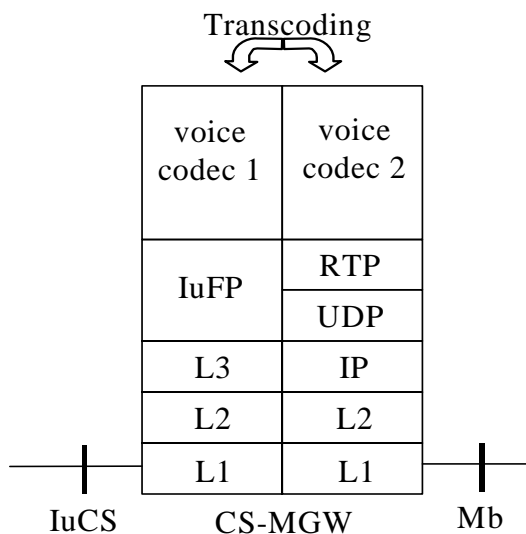 Transcoding
voice
codec 1
voice
codec 2
IuFP
RTP
UDP
L3
IP
L2
L2
L1
L1
IuCS
CS-MGW
Mb